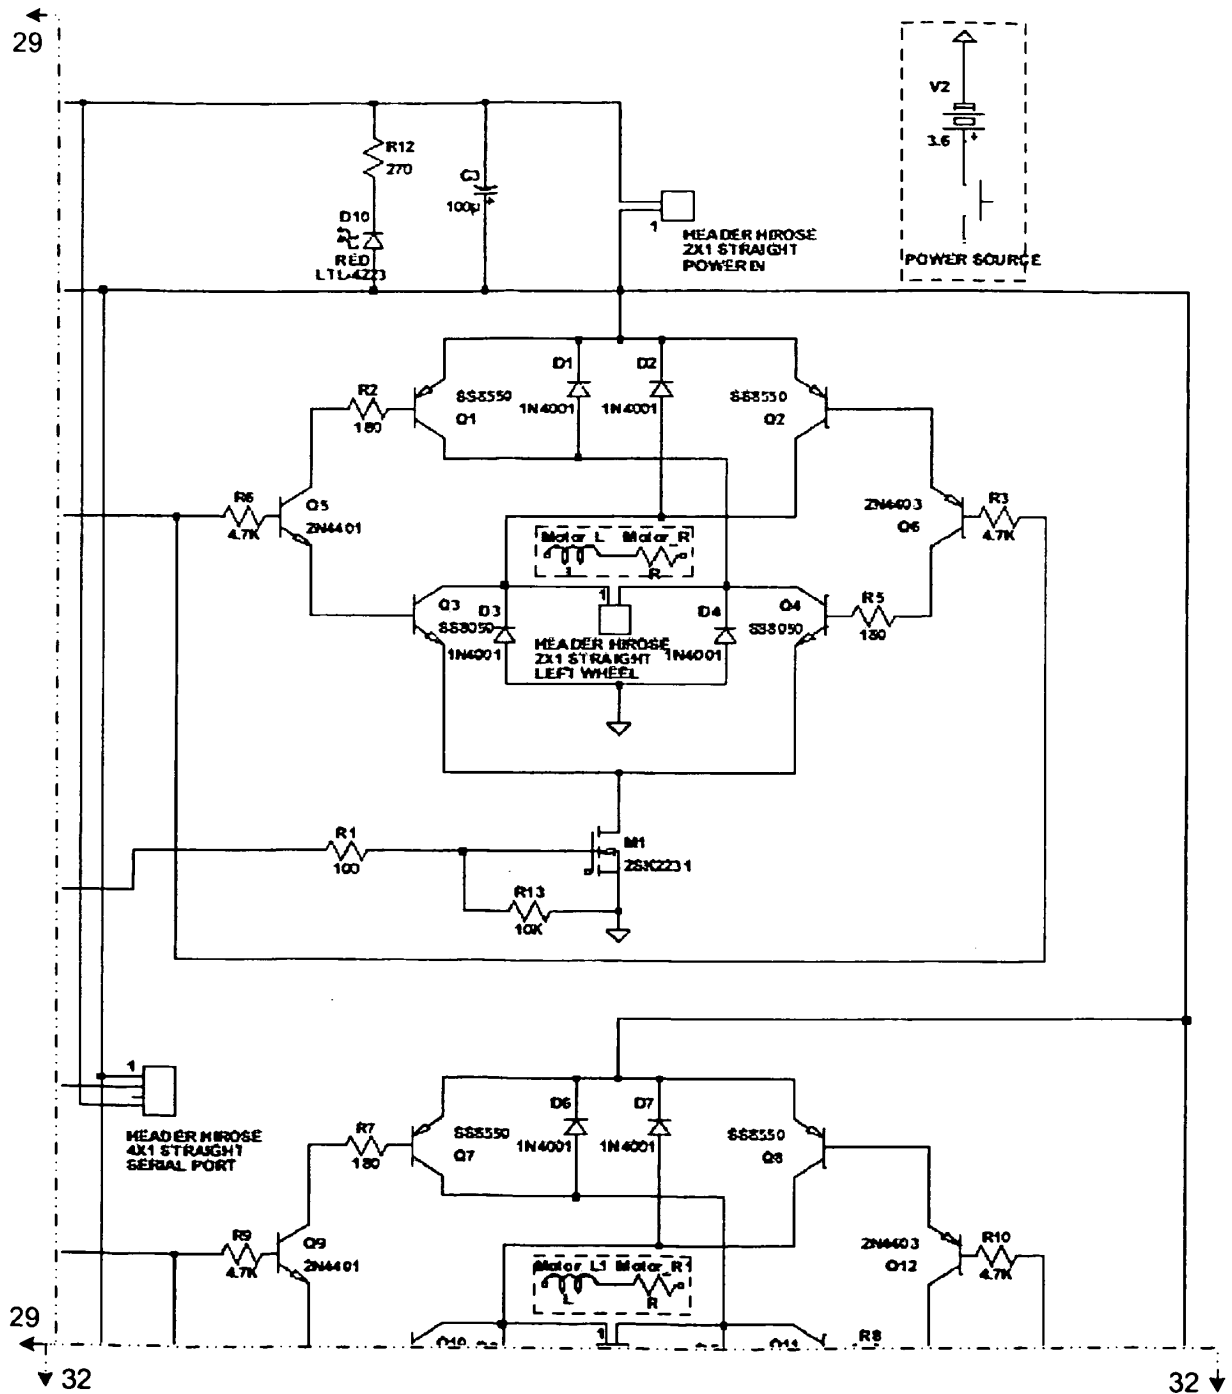 29
V2
3.6
POWER SOURCE
R12
270
C3
100µ
D10
RED
LTL-4223
1
HEADER HIROSE
2X1 STRAIGHT
POWER IN
D1
D2
R2
180
SS8550
Q1
1N4001
1N4001
SS8550
Q2
R6
4.7K
Q5
2N4401
2N4403
Q6
R3
4.7K
Motor_L
Motor_R
R
Q3
SS8050
D3
1N4001
1
D4
1N4001
Q4
SS8050
R5
180
HEADER HIROSE
2X1 STRAIGHT
LEFT WHEEL
R1
100
M1
2SK2231
R13
10K
1
HEADER HIROSE
4X1 STRAIGHT
SERIAL PORT
D6
D7
R7
180
SS8550
Q7
1N4001
1N4001
SS8550
Q8
R9
4.7K
Q9
2N4401
2N4403
Q12
R10
4.7K
Motor_L1
Motor_R1
L
R
Q10
1
Q11
R8
29
32
32